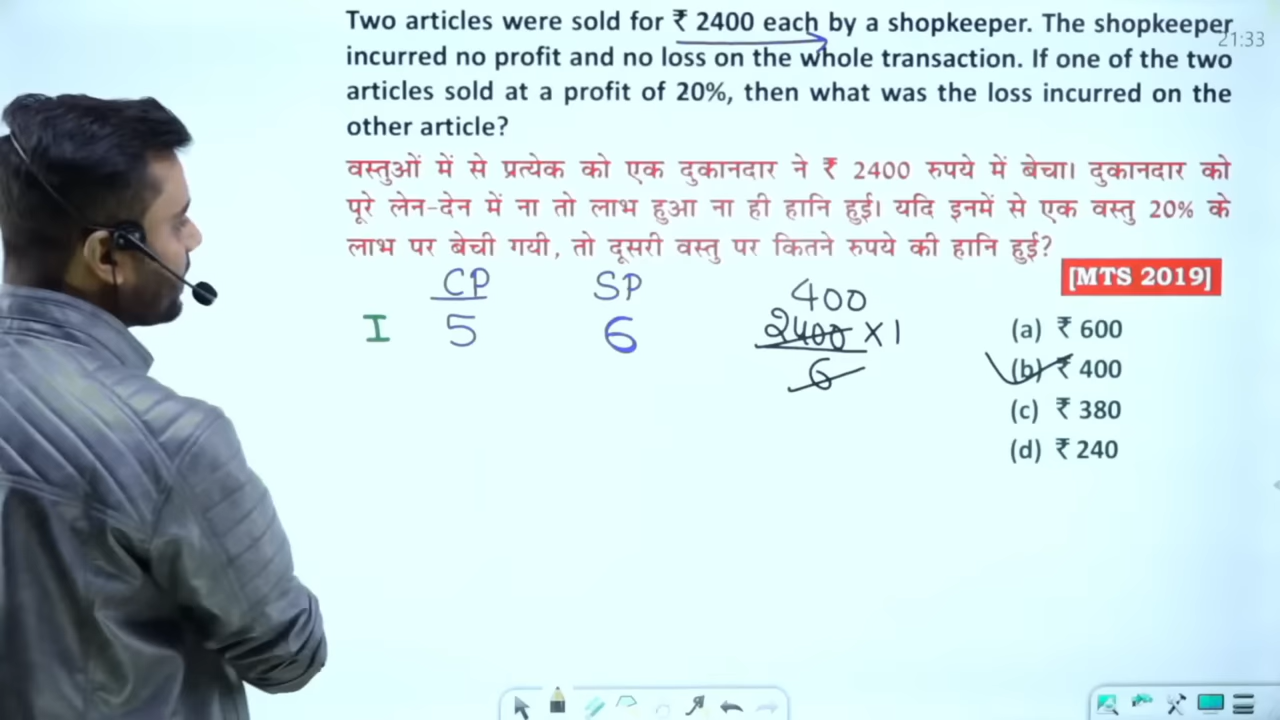 Two articles were sold for ₹ 2400 each by a shopkeeper. The shopkeeper
21:33
incurred no profit and no loss on the whole transaction. If one of the two
articles sold at a profit of 20%, then what was the loss incurred on the
other article?
वस्तुओं में से प्रत्येक को एक दुकानदार ने ₹ 2400 रुपये में बेचा। दुकानदार को
पूरे लेन-देन में ना तो लाभ हुआ ना ही हानि हुई। यदि इनमें से एक वस्तु 20% के
लाभ पर बेची गयी, तो दूसरी वस्तु पर कितने रुपये की हानि हुई?
[MTS 2019]
CP SP
I 5 6
400
2400 × 1
6
(a) ₹ 600
(b) ₹ 400
(c) ₹ 380
(d) ₹ 240